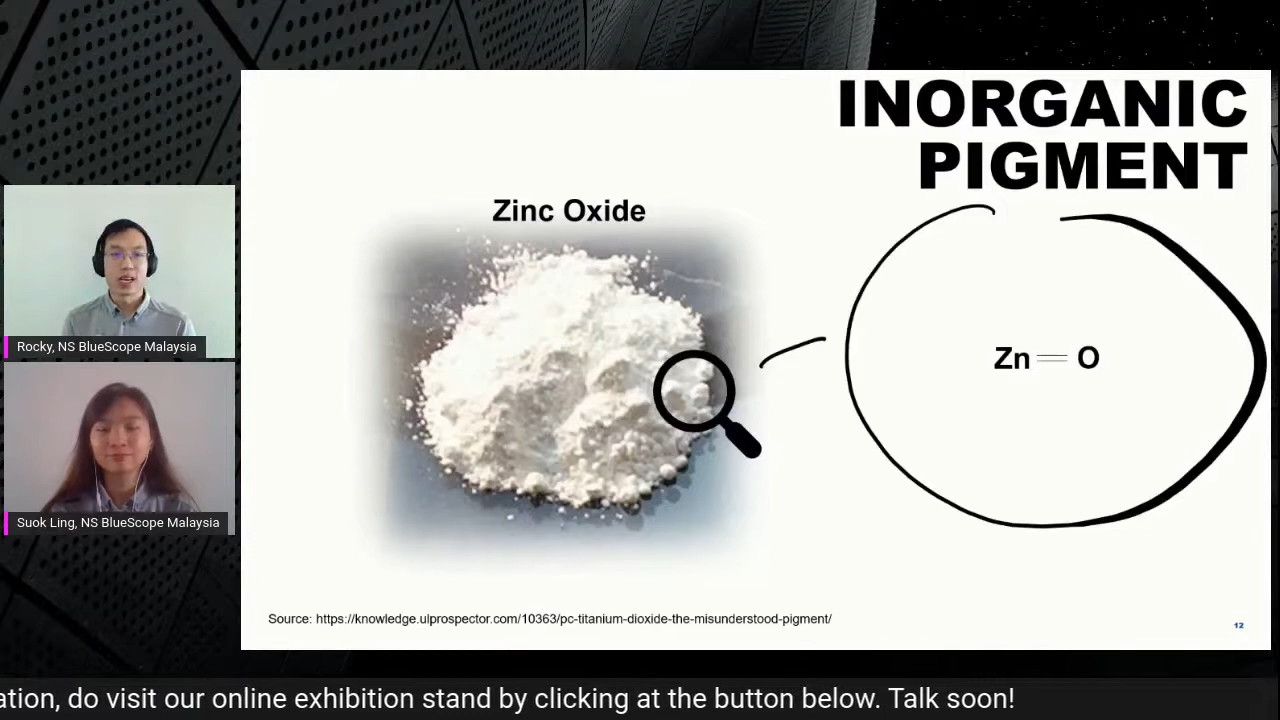 INORGANIC
PIGMENT
Zinc Oxide
Zn
O
Rocky, NS BlueScope Malaysia
Suok Ling, NS BlueScope Malaysia
Source: https://knowledge.ulprospector.com/10363/pc-titanium-dioxide-the-misunderstood-pigment/
12
ation, do visit our online exhibition stand by clicking at the button below. Talk soon!